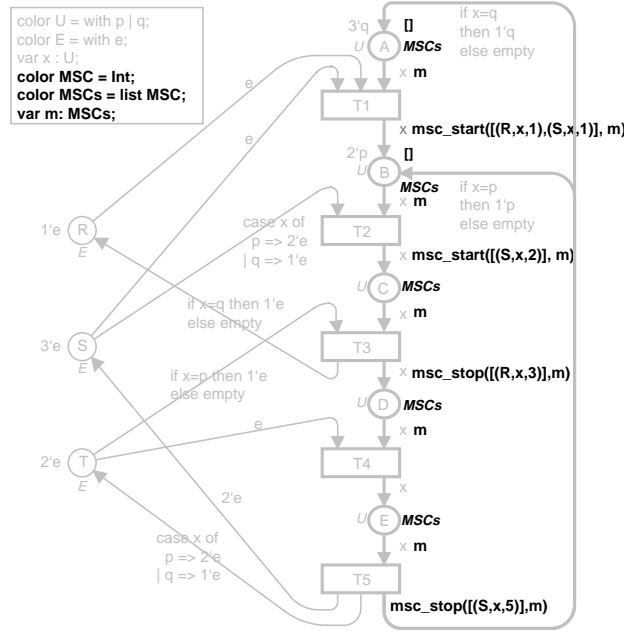 color U = with p | q;
color E = with e;
var x : U;
color MSC = Int;
color MSCs = list MSC;
var m: MSCs;
3‘q
[]
if x=q
then 1‘q
else empty
U
A
MSCs
x m
e
T1
e
x msc_start([(R,x,1),(S,x,1)], m)
2‘p
[]
U
B
MSCs
if x=p
then 1‘p
else empty
x m
case x of
p => 2‘e
| q => 1‘e
1‘e
R
E
T2
x msc_start([(S,x,2)], m)
U
C
MSCs
if x=q then 1‘e
else empty
x m
3‘e
S
E
T3
if x=p then 1‘e
else empty
x msc_stop([(R,x,3)],m)
U
D
MSCs
e
x m
2‘e
T
E
T4
x
2‘e
U
E
MSCs
case x of
p => 2‘e
| q => 1‘e
x m
T5
msc_stop([(S,x,5)],m)